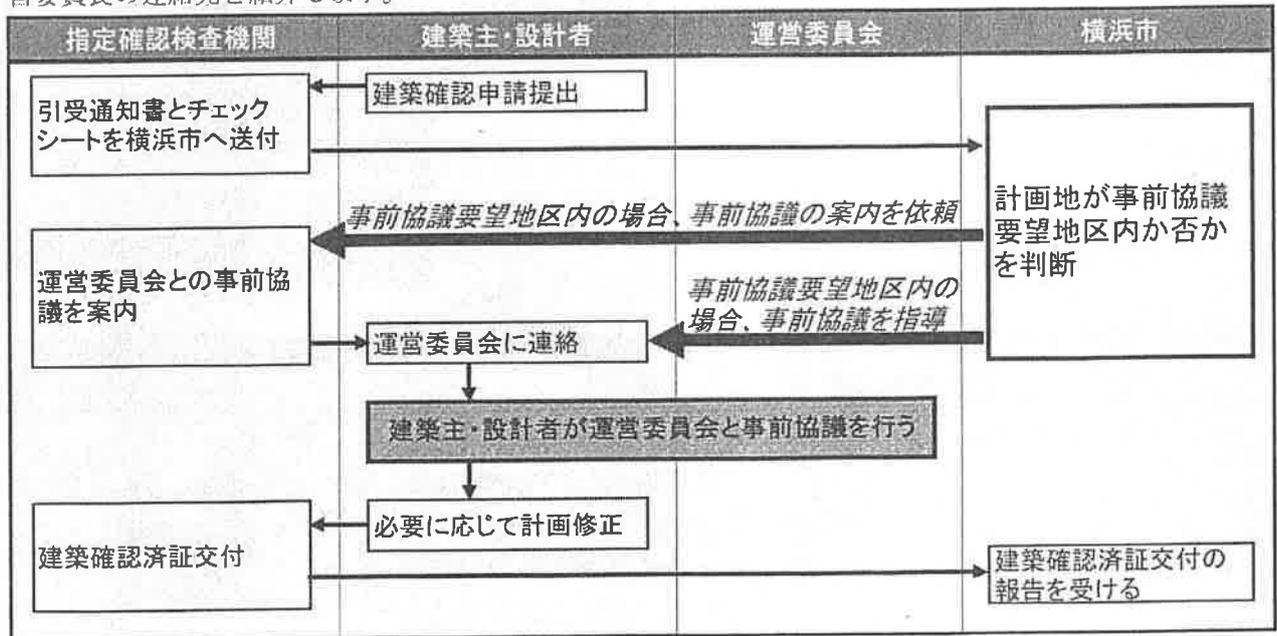 指定確認検査機関 建築主・設計者 運営委員会 横浜市
建築確認申請提出
引受通知書とチェック
シートを横浜市へ送付
計画地が事前協議
要望地区内か否か
を判断
事前協議要望地区内の場合、事前協議の案内を依頼
運営委員会との事前協
議を案内
事前協議要望地区内の
場合、事前協議を指導
運営委員会に連絡
建築主・設計者が運営委員会と事前協議を行う
必要に応じて計画修正
建築確認済証交付
建築確認済証交付の
報告を受ける